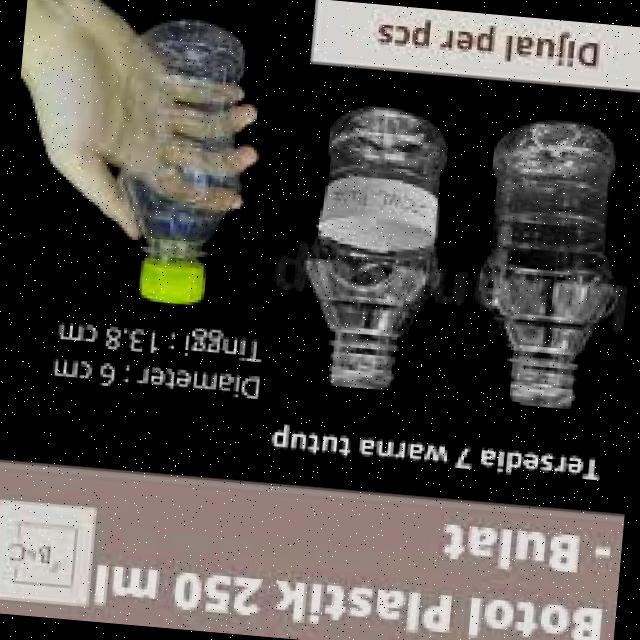 Botol Plastik 250 ml
- Bulat
Tersedia 7 warna tutup
Diameter : 6 cm
Tinggi : 13.8 cm
Dijual per pcs